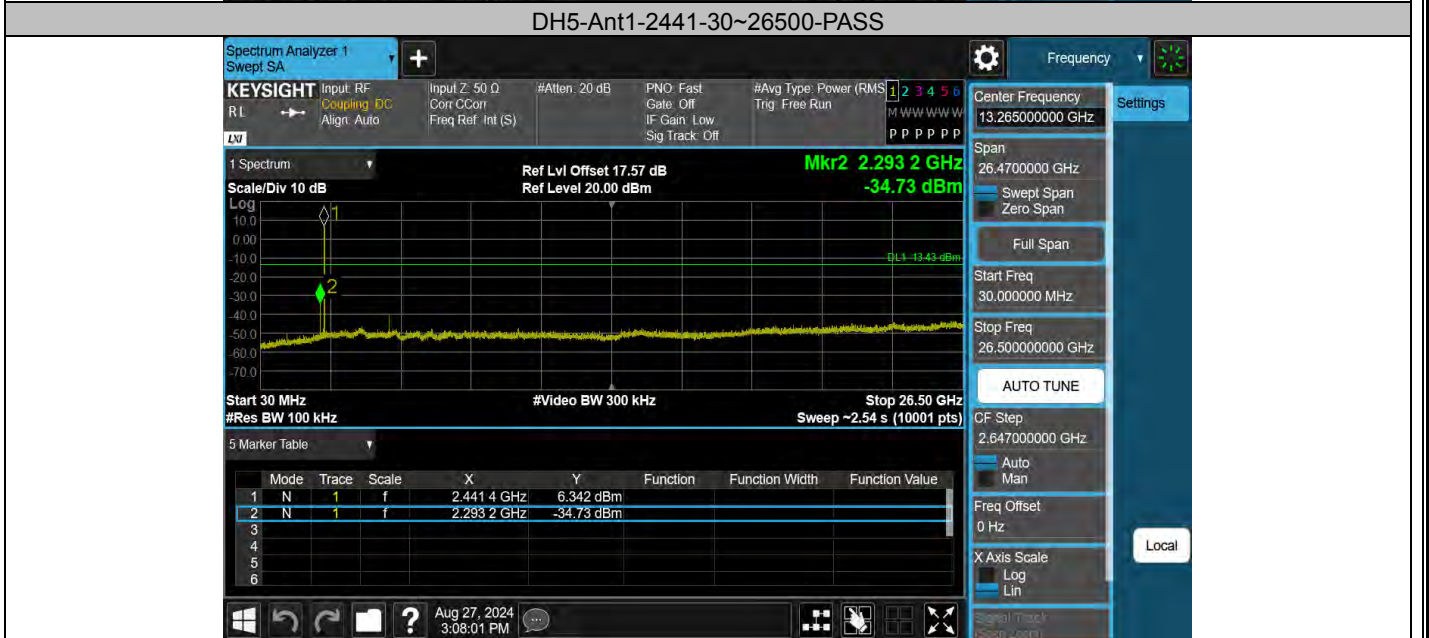 DH5-Ant1-2441-30~26500-PASS
Spectrum Analyzer 1
Swept SA
+
Frequency
KEYSIGHT
RL
LXI
Input: RF
Coupling: DC
Align: Auto
Input Z: 50 Ω
Corr CCorr
Freq Ref: Int (S)
#Atten: 20 dB
PNO: Fast
Gate: Off
IF Gain: Low
Sig Track: Off
#Avg Type: Power (RMS
Trig: Free Run
1 2 3 4 5 6
M W W W W W
P P P P P P
Center Frequency
13.265000000 GHz
Settings
Span
26.4700000 GHz
Swept Span
Zero Span
Full Span
Start Freq
30.000000 MHz
Stop Freq
26.500000000 GHz
AUTO TUNE
CF Step
2.647000000 GHz
Auto
Man
Freq Offset
0 Hz
X Axis Scale
Log
Lin
Signal Track
Local
1 Spectrum
Scale/Div 10 dB
Ref Lvl Offset 17.57 dB
Ref Level 20.00 dBm
Mkr2 2.293 2 GHz
-34.73 dBm
Log
10.0
0.00
-10.0
-20.0
-30.0
-40.0
-50.0
-60.0
-70.0
1
2
DL1 -13.43 dBm
Start 30 MHz
#Res BW 100 kHz
#Video BW 300 kHz
Stop 26.50 GHz
Sweep ~2.54 s (10001 pts)
5 Marker Table
Mode Trace Scale X Y Function Function Width Function Value
1 N 1 f 2.441 4 GHz 6.342 dBm
2 N 1 f 2.293 2 GHz -34.73 dBm
3
4
5
6
?
Aug 27, 2024
3:08:01 PM